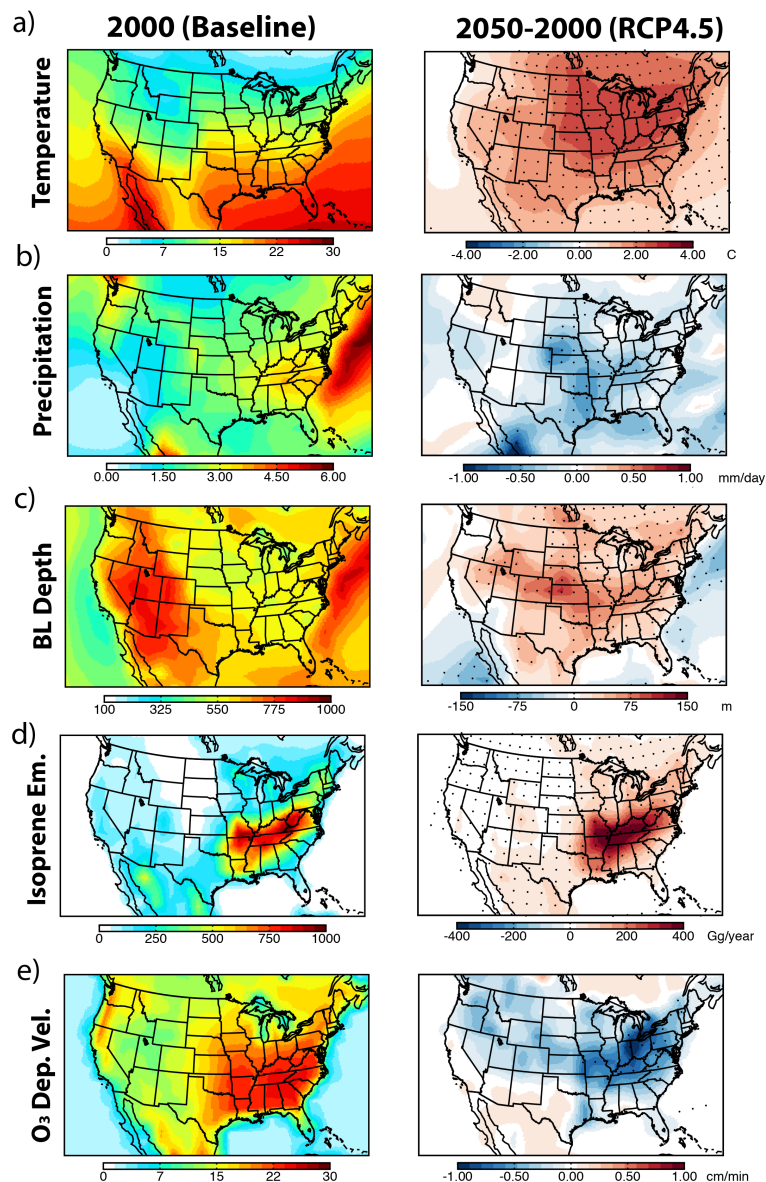 a)
2000 (Baseline)
2050-2000 (RCP4.5)
Temperature
0 7 15 22 30
-4.00 -2.00 0.00 2.00 4.00 C
b)
Precipitation
0.00 1.50 3.00 4.50 6.00
-1.00 -0.50 0.00 0.50 1.00 mm/day
c)
BL Depth
100 325 550 775 1000
-150 -75 0 75 150 m
d)
Isoprene Em.
0 250 500 750 1000
-400 -200 0 200 400 Gg/year
e)
O₃ Dep. Vel.
0 7 15 22 30
-1.00 -0.50 0.00 0.50 1.00 cm/min